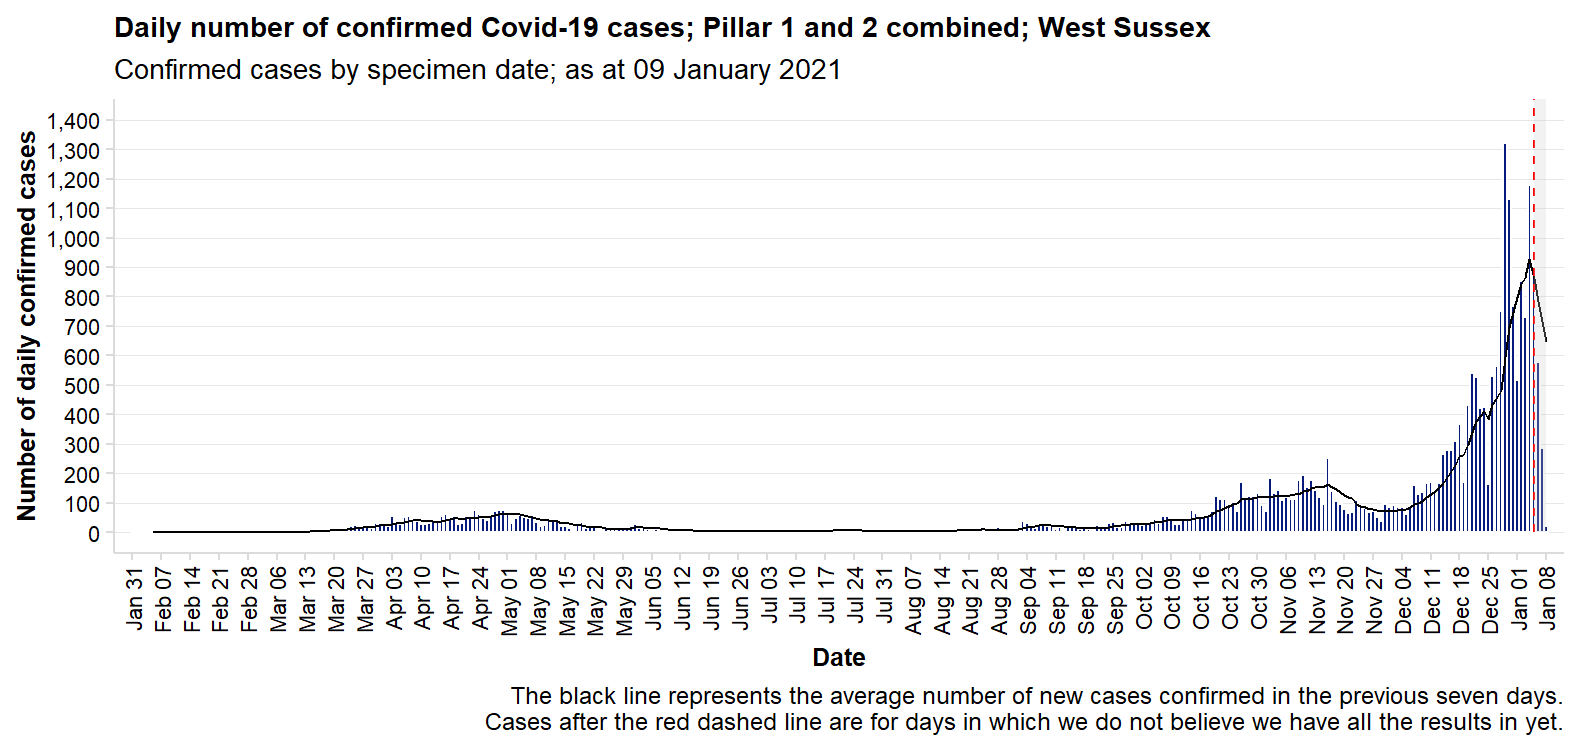 Daily number of confirmed Covid-19 cases; Pillar 1 and 2 combined; West Sussex
Confirmed cases by specimen date; as at 09 January 2021
Number of daily confirmed cases
1,400
1,300
1,200
1,100
1,000
900
800
700
600
500
400
300
200
100
0
Jan 31
Feb 07
Feb 14
Feb 21
Feb 28
Mar 06
Mar 13
Mar 20
Mar 27
Apr 03
Apr 10
Apr 17
Apr 24
May 01
May 08
May 15
May 22
May 29
Jun 05
Jun 12
Jun 19
Jun 26
Jul 03
Jul 10
Jul 17
Jul 24
Jul 31
Aug 07
Aug 14
Aug 21
Aug 28
Sep 04
Sep 11
Sep 18
Sep 25
Oct 02
Oct 09
Oct 16
Oct 23
Oct 30
Nov 06
Nov 13
Nov 20
Nov 27
Dec 04
Dec 11
Dec 18
Dec 25
Jan 01
Jan 08
Date
The black line represents the average number of new cases confirmed in the previous seven days.
Cases after the red dashed line are for days in which we do not believe we have all the results in yet.